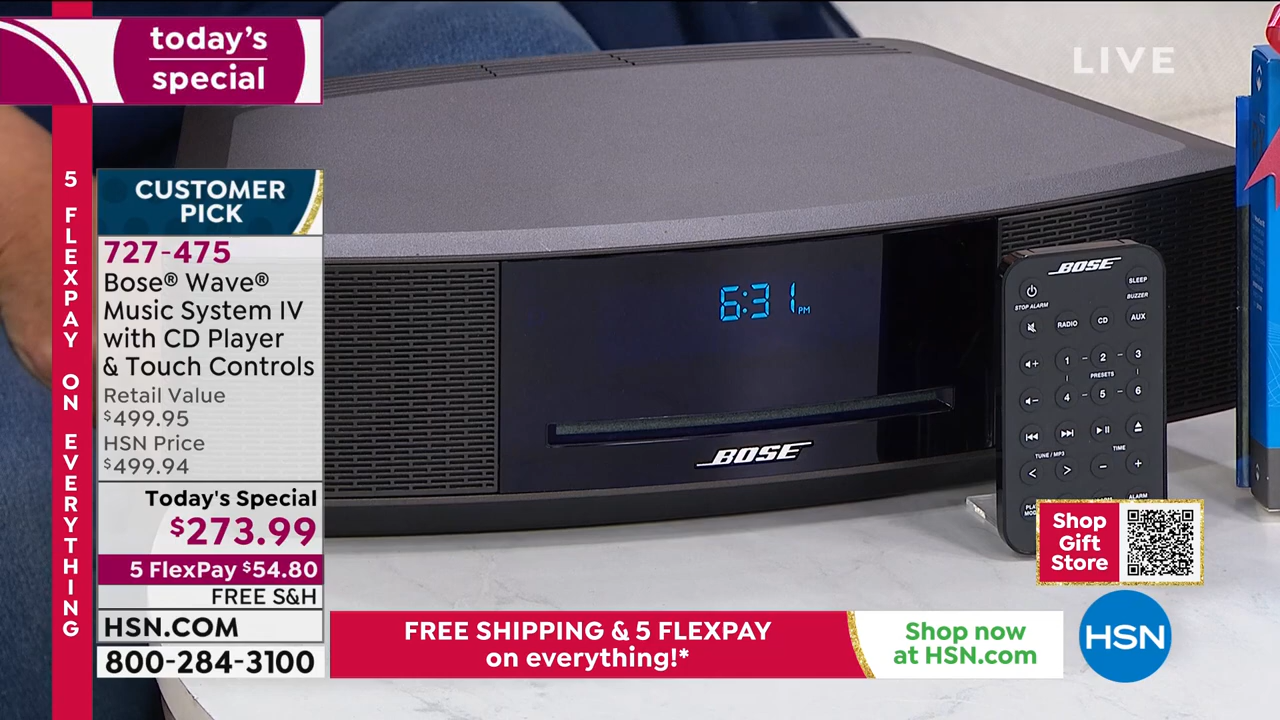 today's
special
LIVE
5 FLEXPAY ON EVERYTHING
CUSTOMER
PICK
727-475
Bose® Wave®
Music System IV
with CD Player
& Touch Controls
Retail Value
$499.95
HSN Price
$499.94
Today's Special
$273.99
5 FlexPay $54.80
FREE S&H
HSN.COM
800-284-3100
6:31 PM
BOSE
BOSE
SLEEP
STOP ALARM
BUZZER
RADIO
CD
AUX
1 - 2 - 3
PRESETS
4 - 5 - 6
TUNE / MP3
TIME
ALARM
Shop
Gift
Store
FREE SHIPPING & 5 FLEXPAY
on everything!*
Shop now
at HSN.com
HSN